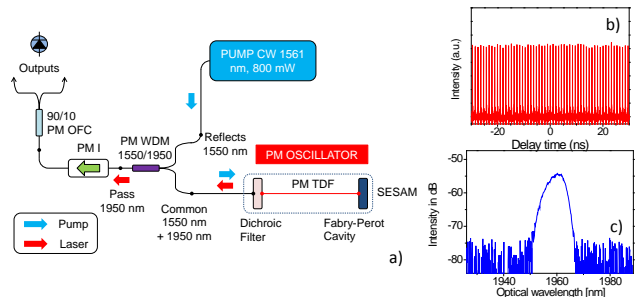 PUMP CW 1561
nm, 800 mW
Outputs
90/10
PM OFC
PM I
PM WDM
1550/1950
Reflects
1550 nm
PM OSCILLATOR
Pass
1950 nm
Common
1550 nm
+ 1950 nm
PM TDF
SESAM
Dichroic
Filter
Fabry-Perot
Cavity
Pump
Laser
a)
b)
Intensity (a.u.)
-20
0
20
Delay time (ns)
c)
Intensity in dB
-50
-60
-70
-80
1940
1960
1980
Optical wavelength [nm]